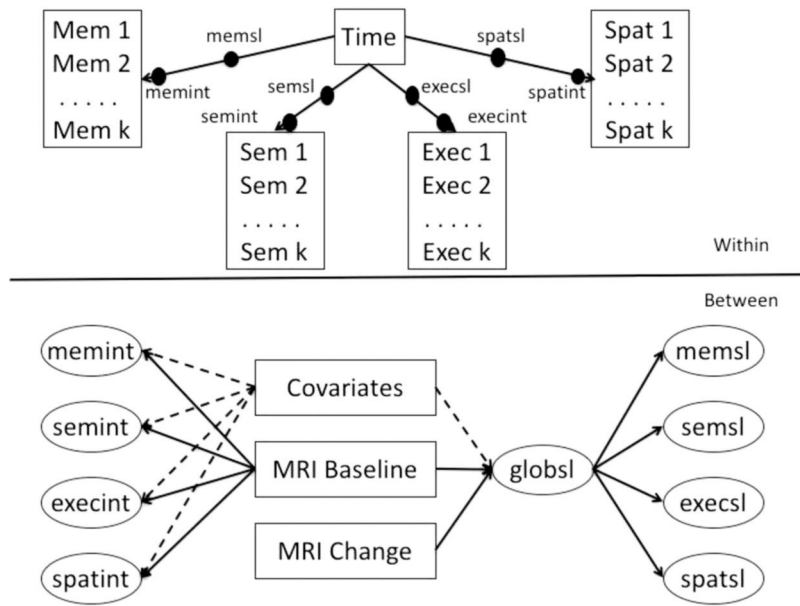 Mem 1
Mem 2
. . . . .
Mem k
memsl
memint
Time
spatsl
spatint
Spat 1
Spat 2
. . . . .
Spat k
semsl
semint
execsl
execint
Sem 1
Sem 2
. . . . .
Sem k
Exec 1
Exec 2
. . . . .
Exec k
Within
Between
memint
semint
execint
spatint
Covariates
MRI Baseline
MRI Change
globsl
memsl
semsl
execsl
spatsl